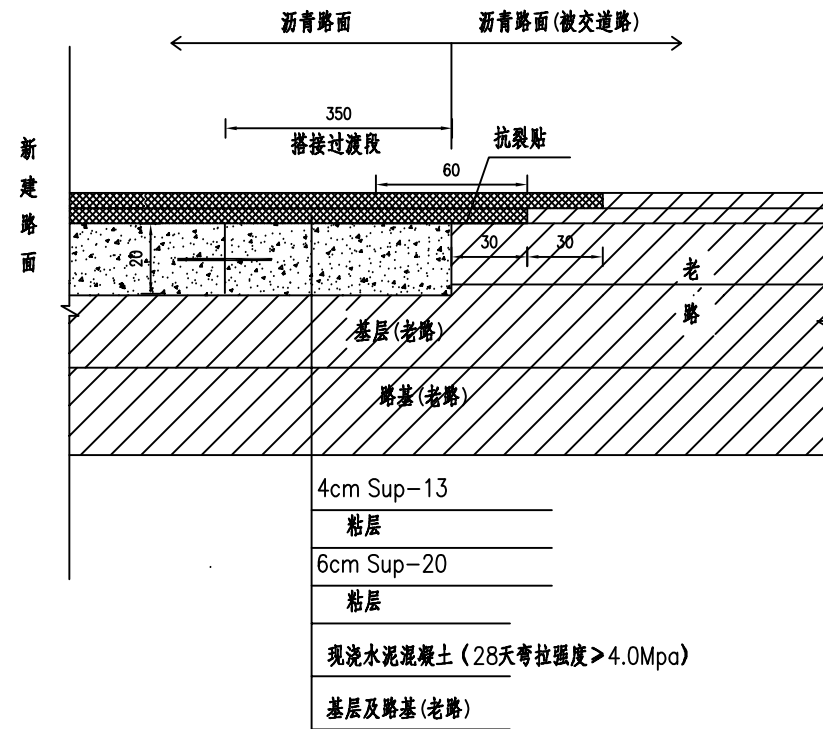 沥青路面
沥青路面(被交道路)
350
搭接过渡段
抗裂贴
60
新建路面
20
30
30
老路
基层(老路)
路基(老路)
4cm Sup-13
粘层
6cm Sup-20
粘层
现浇水泥混凝土（28天弯拉强度≥4.0Mpa）
基层及路基(老路)